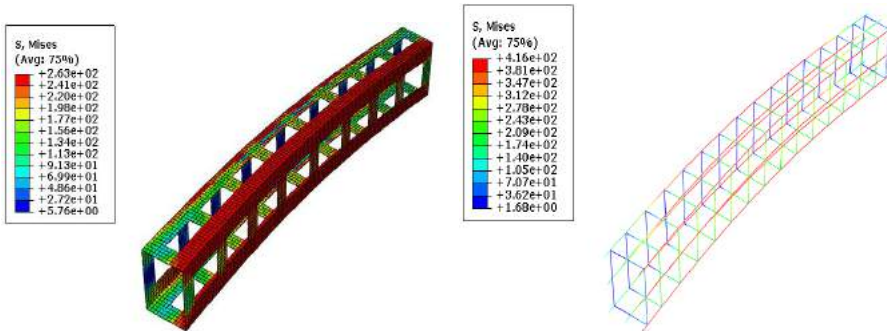 S, Mises
(Avg: 75%)
+2.63e+02
+2.41e+02
+2.20e+02
+1.98e+02
+1.77e+02
+1.56e+02
+1.34e+02
+1.13e+02
+9.13e+01
+6.99e+01
+4.86e+01
+2.72e+01
+5.76e+00
S, Mises
(Avg: 75%)
+4.16e+02
+3.81e+02
+3.47e+02
+3.12e+02
+2.78e+02
+2.43e+02
+2.09e+02
+1.74e+02
+1.40e+02
+1.05e+02
+7.07e+01
+3.62e+01
+1.68e+00